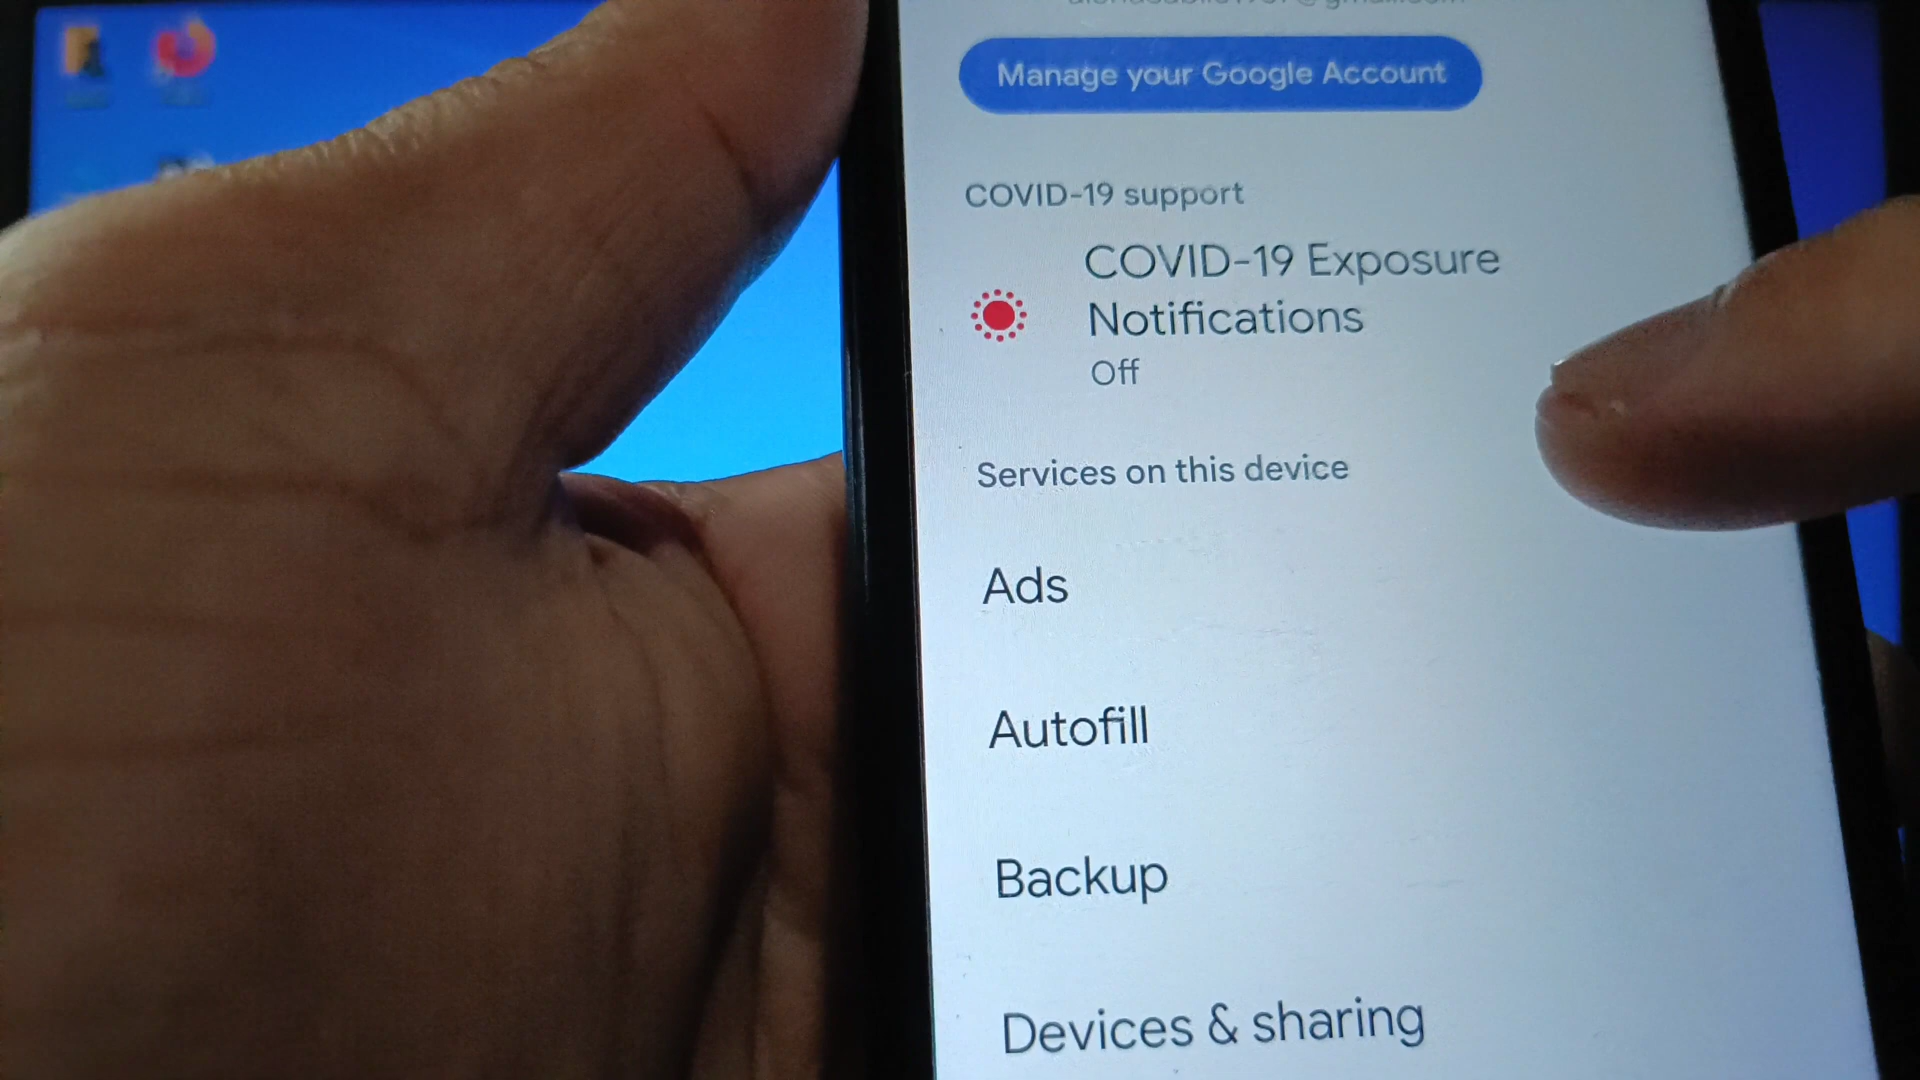 Manage your Google Account
COVID-19 support
COVID-19 Exposure
Notifications
Off
Services on this device
Ads
Autofill
Backup
Devices & sharing